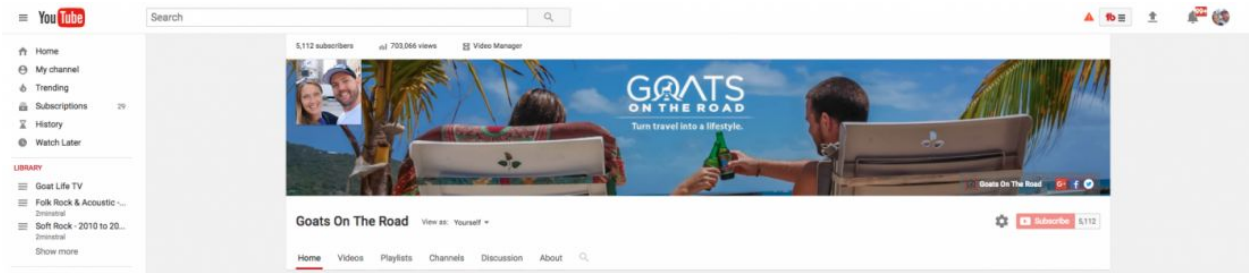 YouTube
Search
99+
Home
My channel
Trending
Subscriptions 29
History
Watch Later
LIBRARY
Goat Life TV
Folk Rock & Acoustic -...
2minstral
Soft Rock - 2010 to 20...
2minstral
Show more
5,112 subscribers 703,066 views Video Manager
GOATS
ON THE ROAD
Turn travel into a lifestyle.
Goats On The Road
Goats On The Road View as: Yourself
Subscribe 5,112
Home Videos Playlists Channels Discussion About